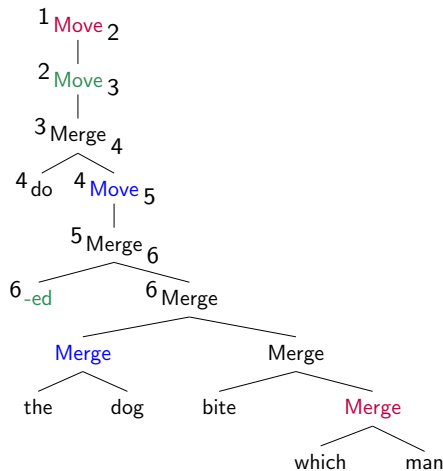 1 Move 2
2 Move 3
3 Merge 4
4 do 4 Move 5
5 Merge 6
6 -ed 6 Merge
Merge Merge
the dog bite Merge
which man